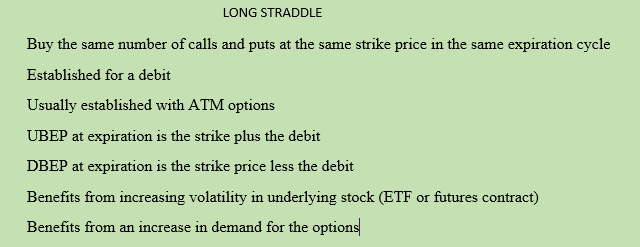 LONG STRADDLE
Buy the same number of calls and puts at the same strike price in the same expiration cycle
Established for a debit
Usually established with ATM options
UBEP at expiration is the strike plus the debit
DBEP at expiration is the strike price less the debit
Benefits from increasing volatility in underlying stock (ETF or futures contract)
Benefits from an increase in demand for the options